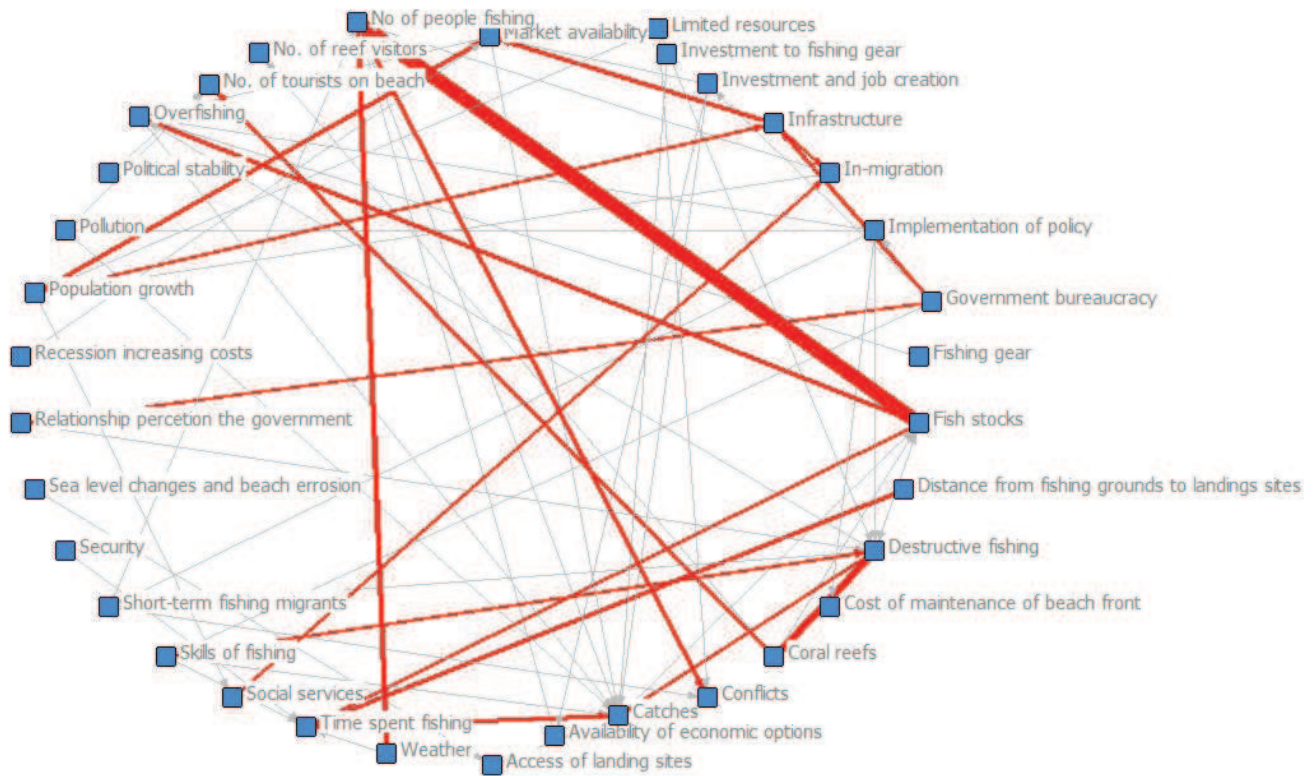 No of people fishing
Market availability
Limited resources
No. of reef visitors
Investment to fishing gear
No. of tourists on beach
Investment and job creation
Overfishing
Infrastructure
Political stability
In-migration
Pollution
Implementation of policy
Population growth
Government bureaucracy
Recession increasing costs
Fishing gear
Relationship percetion the government
Fish stocks
Sea level changes and beach errosion
Distance from fishing grounds to landings sites
Security
Destructive fishing
Short-term fishing migrants
Cost of maintenance of beach front
Skills of fishing
Coral reefs
Social services
Conflicts
Time spent fishing
Catches
Availability of economic options
Weather
Access of landing sites